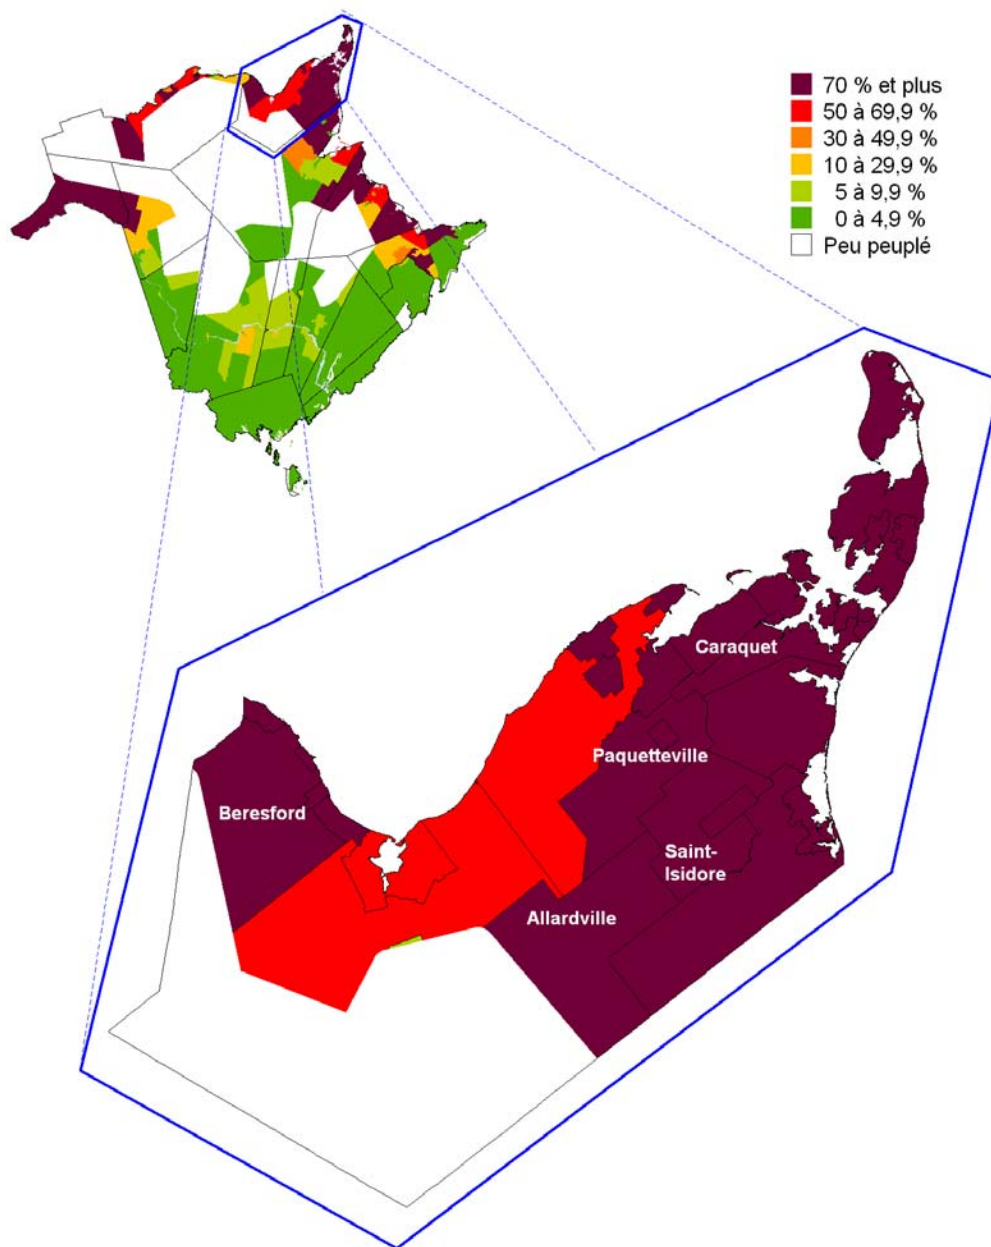 70 % et plus
50 à 69,9 %
30 à 49,9 %
10 à 29,9 %
5 à 9,9 %
0 à 4,9 %
Peu peuplé
Caraquet
Paquetteville
Beresford
Saint-
Isidore
Allardville